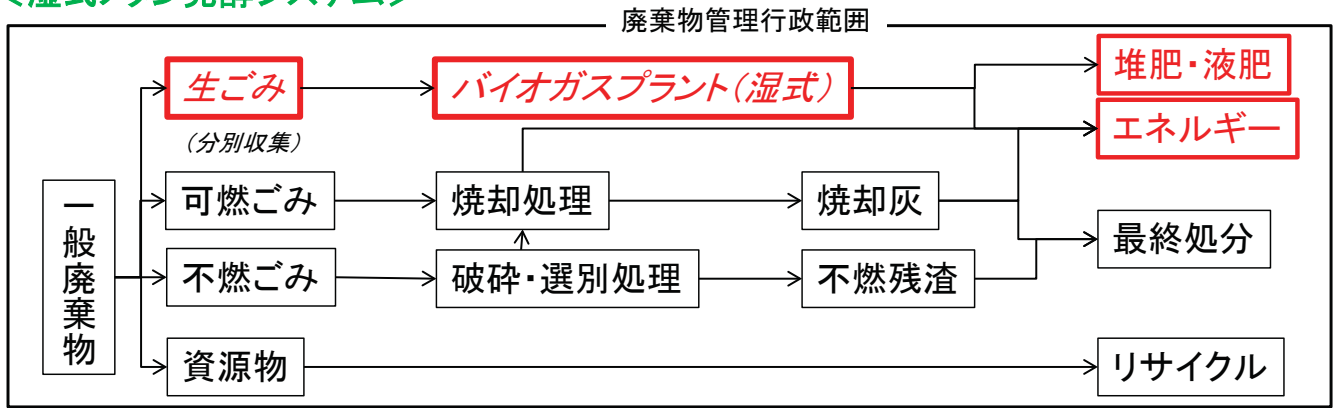 廃棄物管理行政範囲
生ごみ
バイオガスプラント(湿式)
堆肥・液肥
(分別収集)
エネルギー
一般廃棄物
可燃ごみ
焼却処理
焼却灰
最終処分
不燃ごみ
破砕・選別処理
不燃残渣
資源物
リサイクル